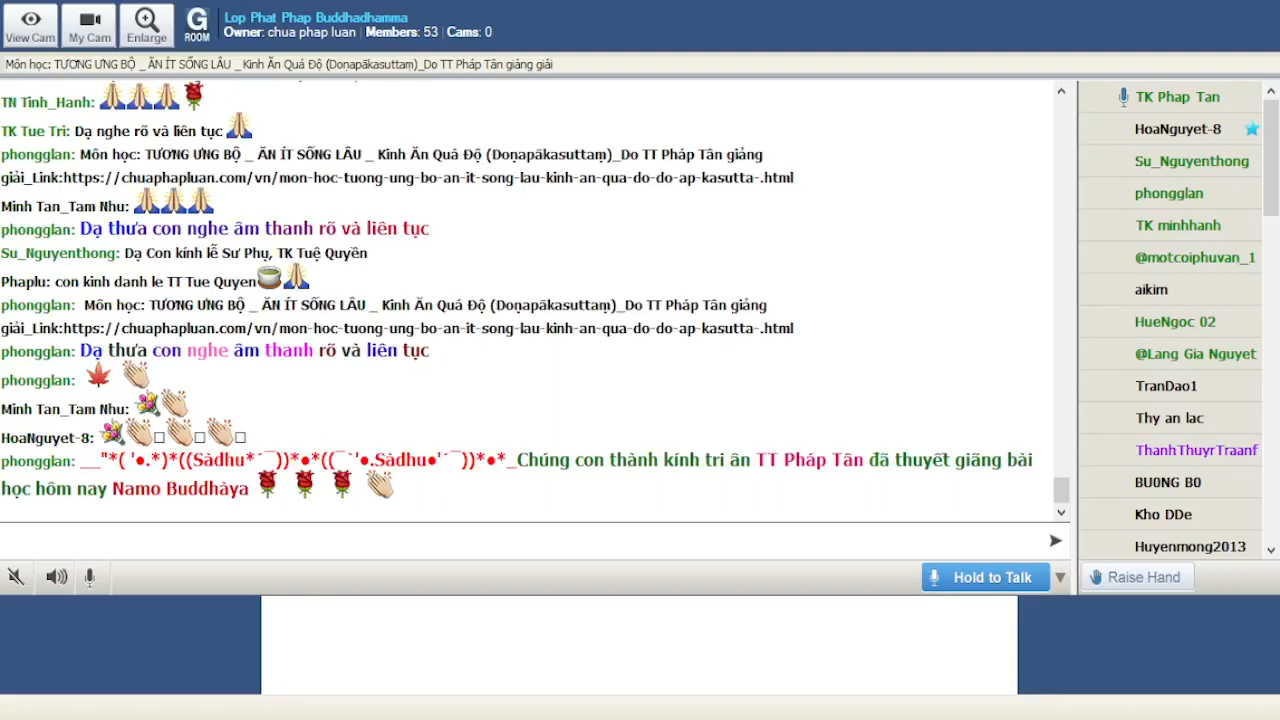 View Cam
My Cam
Enlarge
G
ROOM
Lop Phat Phap Buddhadhamma
Owner: chua phap luan | Members: 53 | Cams: 0
Môn học: TƯƠNG ƯNG BỘ _ ĂN ÍT SỐNG LÂU _ Kinh Ăn Quá Độ (Doṇapākasuttaṃ)_Do TT Pháp Tân giảng giải
TN Tinh_Hanh:
TK Tue Tri: Dạ nghe rõ và liên tục
phongglan: Môn học: TƯƠNG ƯNG BỘ _ ĂN ÍT SỐNG LÂU _ Kinh Ăn Quá Độ (Doṇapākasuttaṃ)_Do TT Pháp Tân giảng
giải_Link:https://chuaphapluan.com/vn/mon-hoc-tuong-ung-bo-an-it-song-lau-kinh-an-qua-do-do-ap-kasutta-.html
Minh Tan_Tam Nhu:
phongglan: Dạ thưa con nghe âm thanh rõ và liên tục
Su_Nguyenthong: Dạ Con kính lễ Sư Phụ, TK Tuệ Quyền
Phaplu: con kinh danh le TT Tue Quyen
phongglan: Môn học: TƯƠNG ƯNG BỘ _ ĂN ÍT SỐNG LÂU _ Kinh Ăn Quá Độ (Doṇapākasuttaṃ)_Do TT Pháp Tân giảng
giải_Link:https://chuaphapluan.com/vn/mon-hoc-tuong-ung-bo-an-it-song-lau-kinh-an-qua-do-do-ap-kasutta-.html
phongglan: Dạ thưa con nghe âm thanh rõ và liên tục
phongglan:
Minh Tan_Tam Nhu:
HoaNguyet-8:
phongglan: __"*( '●.*)*((Sàdhu*´¯))*●*((¯`'●.Sàdhu●'´¯))*●*_Chúng con thành kính tri ân TT Pháp Tân đã thuyết giãng bài
học hôm nay Namo Buddhàya
Hold to Talk
TK Phap Tan
HoaNguyet-8
Su_Nguyenthong
phongglan
TK minhhanh
@motcoiphuvan_1
aikim
HueNgoc 02
@Lang Gia Nguyet
TranDao1
Thy an lac
ThanhThuyrTraanf
BU0NG B0
Kho DDe
Huyenmong2013
Raise Hand